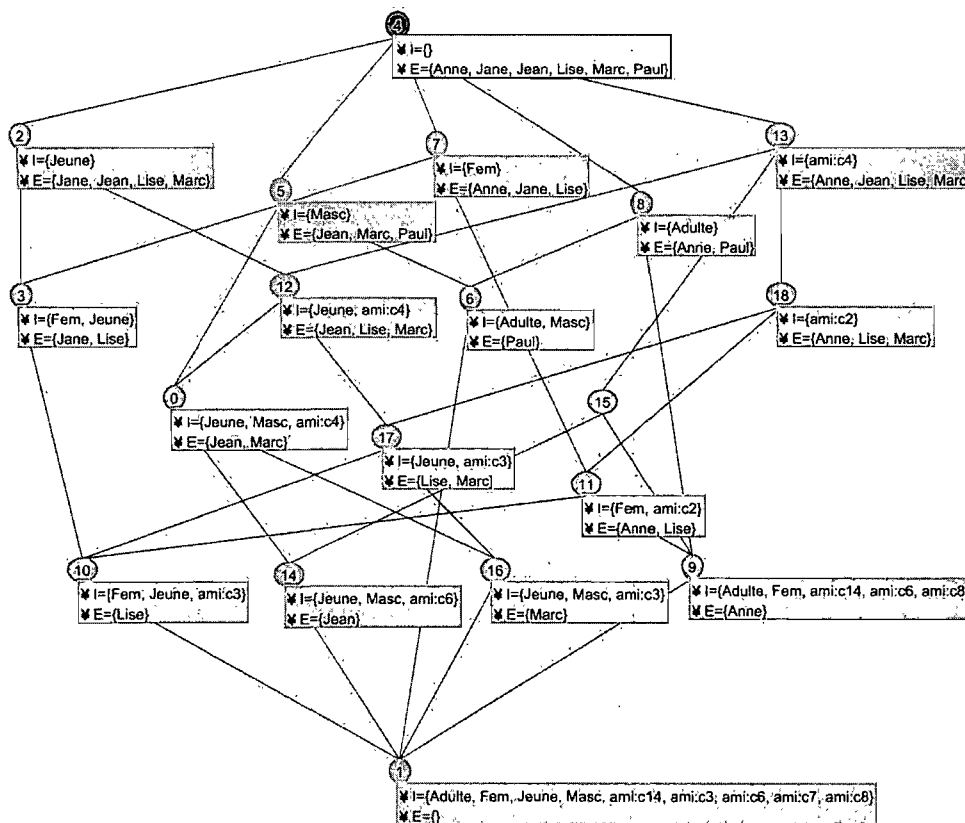 4
¥ I={}
¥ E={Anne, Jane, Jean, Lise, Marc, Paul}
2
¥ I={Jeune}
¥ E={Jane, Jean, Lise, Marc}
7
¥ I={Fem}
¥ E={Anne, Jane, Lise}
13
¥ I={ami:c4}
¥ E={Anne, Jean, Lise, Marc
5
¥ I={Masc}
¥ E={Jean, Marc, Paul}
8
¥ I={Adulte}
¥ E={Anne, Paul}
3
¥ I={Fem, Jeune}
¥ E={Jane, Lise}
12
¥ I={Jeune, ami:c4}
¥ E={Jean, Lise, Marc}
6
¥ I={Adulte, Masc}
¥ E={Paul}
18
¥ I={ami:c2}
¥ E={Anne, Lise, Marc}
0
¥ I={Jeune, Masc, ami:c4}
¥ E={Jean, Marc}
15
17
¥ I={Jeune, ami:c3}
¥ E={Lise, Marc}
11
¥ I={Fem, ami:c2}
¥ E={Anne, Lise}
10
¥ I={Fem, Jeune, ami:c3}
¥ E={Lise}
14
¥ I={Jeune, Masc, ami:c6}
¥ E={Jean}
16
¥ I={Jeune, Masc, ami:c3}
¥ E={Marc}
9
¥ I={Adulte, Fem, ami:c14, ami:c6, ami:c8
¥ E={Anne}
1
¥ I={Adulte, Fem, Jeune, Masc, ami:c14, ami:c3, ami:c6, ami:c7, ami:c8}
¥ E={}